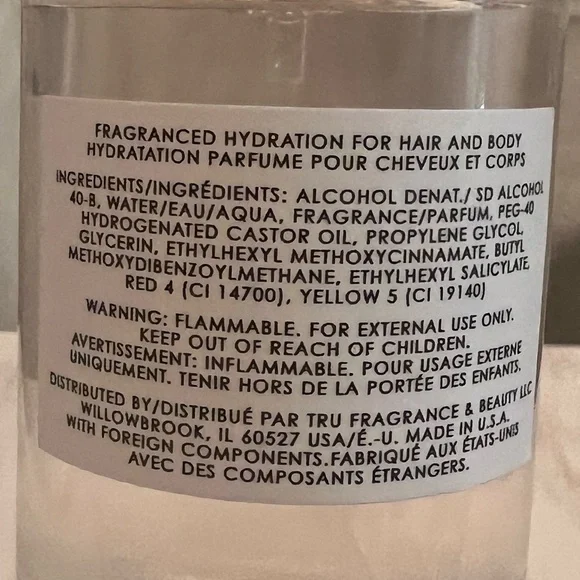 FRAGRANCED HYDRATION FOR HAIR AND BODY
HYDRATATION PARFUME POUR CHEVEUX ET CORPS
INGREDIENTS/INGRÉDIENTS: ALCOHOL DENAT./ SD ALCOHOL
40-B, WATER/EAU/AQUA, FRAGRANCE/PARFUM, PEG-40
HYDROGENATED CASTOR OIL, PROPYLENE GLYCOL,
GLYCERIN, ETHYLHEXYL METHOXYCINNAMATE, BUTYL
METHOXYDIBENZOYLMETHANE, ETHYLHEXYL SALICYLATE,
RED 4 (CI 14700), YELLOW 5 (CI 19140)
WARNING: FLAMMABLE. FOR EXTERNAL USE ONLY.
KEEP OUT OF REACH OF CHILDREN.
AVERTISSEMENT: INFLAMMABLE. POUR USAGE EXTERNE
UNIQUEMENT. TENIR HORS DE LA PORTÉE DES ENFANTS.
DISTRIBUTED BY/DISTRIBUÉ PAR TRU FRAGRANCE & BEAUTY LLC
WILLOWBROOK, IL 60527 USA/É.-U. MADE IN U.S.A.
WITH FOREIGN COMPONENTS.FABRIQUÉ AUX ÉTATS-UNIS
AVEC DES COMPOSANTS ÉTRANGERS.